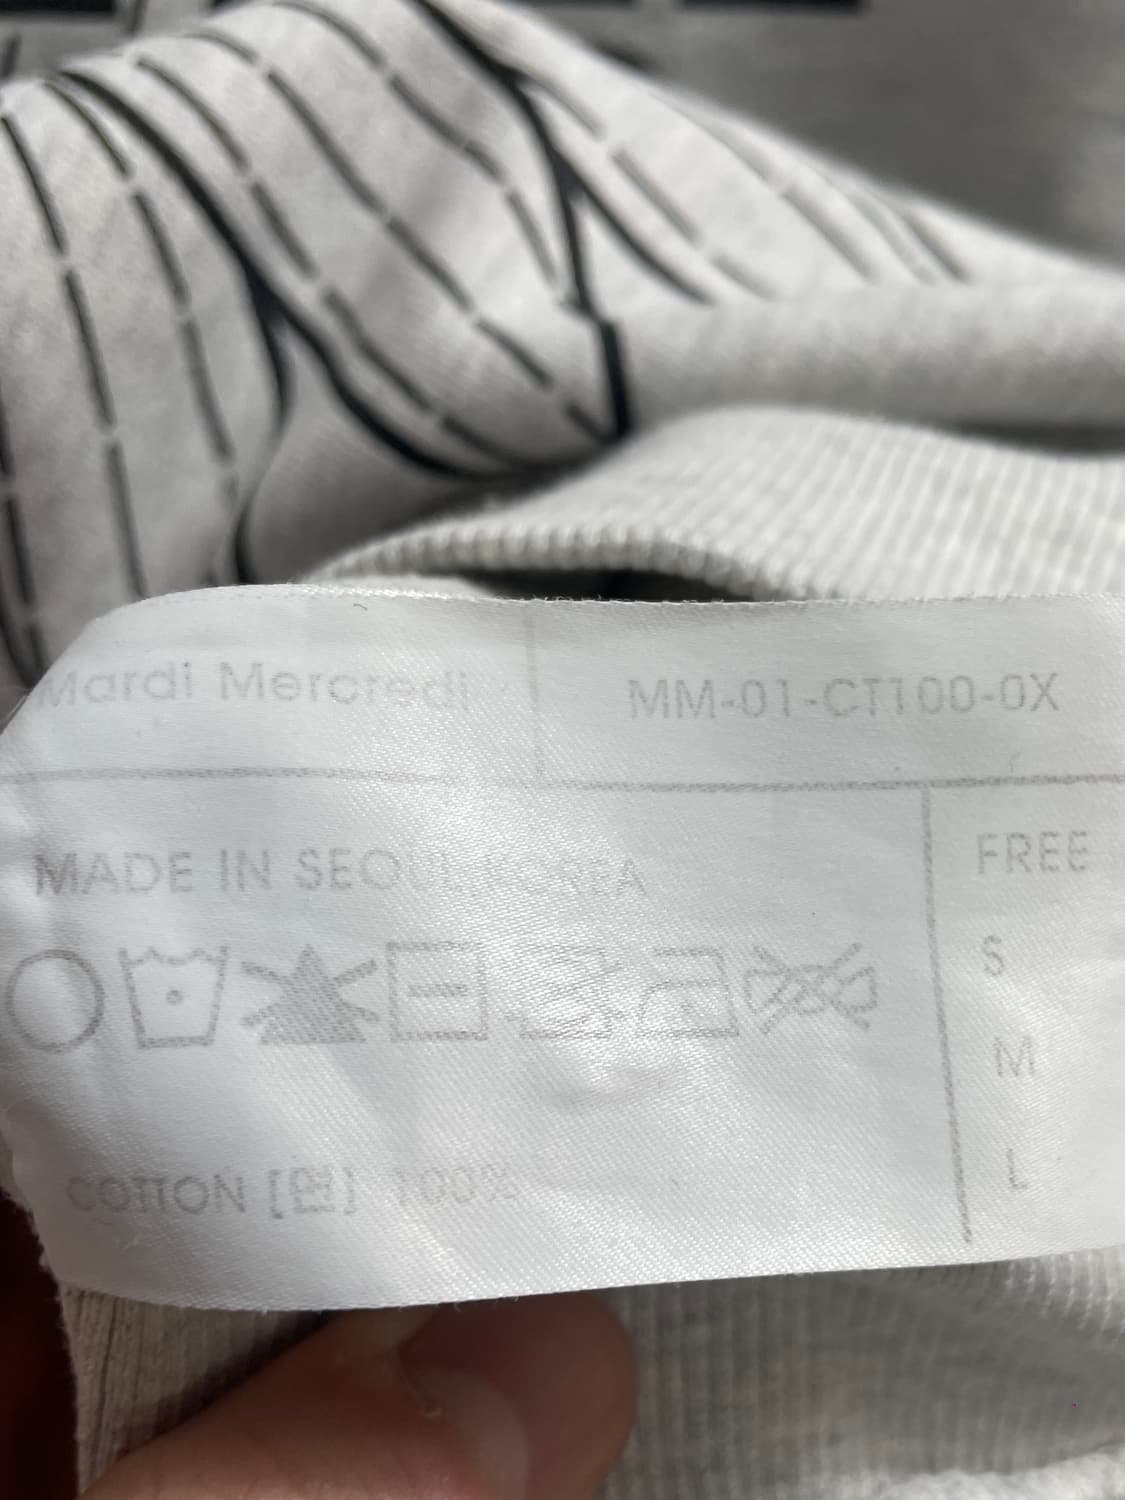 Mardi Mercredi
MM-01-CT100-0X
MADE IN SEOUL KOREA
FREE
S
M
L
COTTON [면] 100%